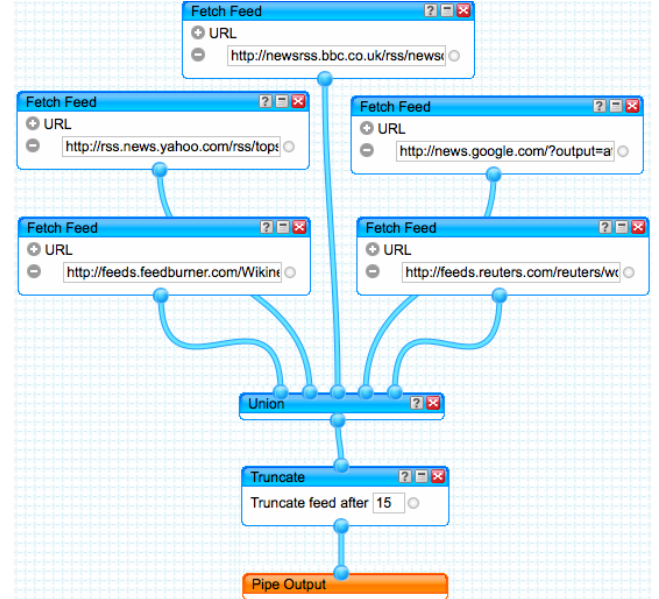 Fetch Feed
URL
http://newsrss.bbc.co.uk/rss/newso
Fetch Feed
URL
http://rss.news.yahoo.com/rss/tops
Fetch Feed
URL
http://news.google.com/?output=at
Fetch Feed
URL
http://feeds.feedburner.com/Wikine
Fetch Feed
URL
http://feeds.reuters.com/reuters/wo
Union
Truncate
Truncate feed after 15
Pipe Output